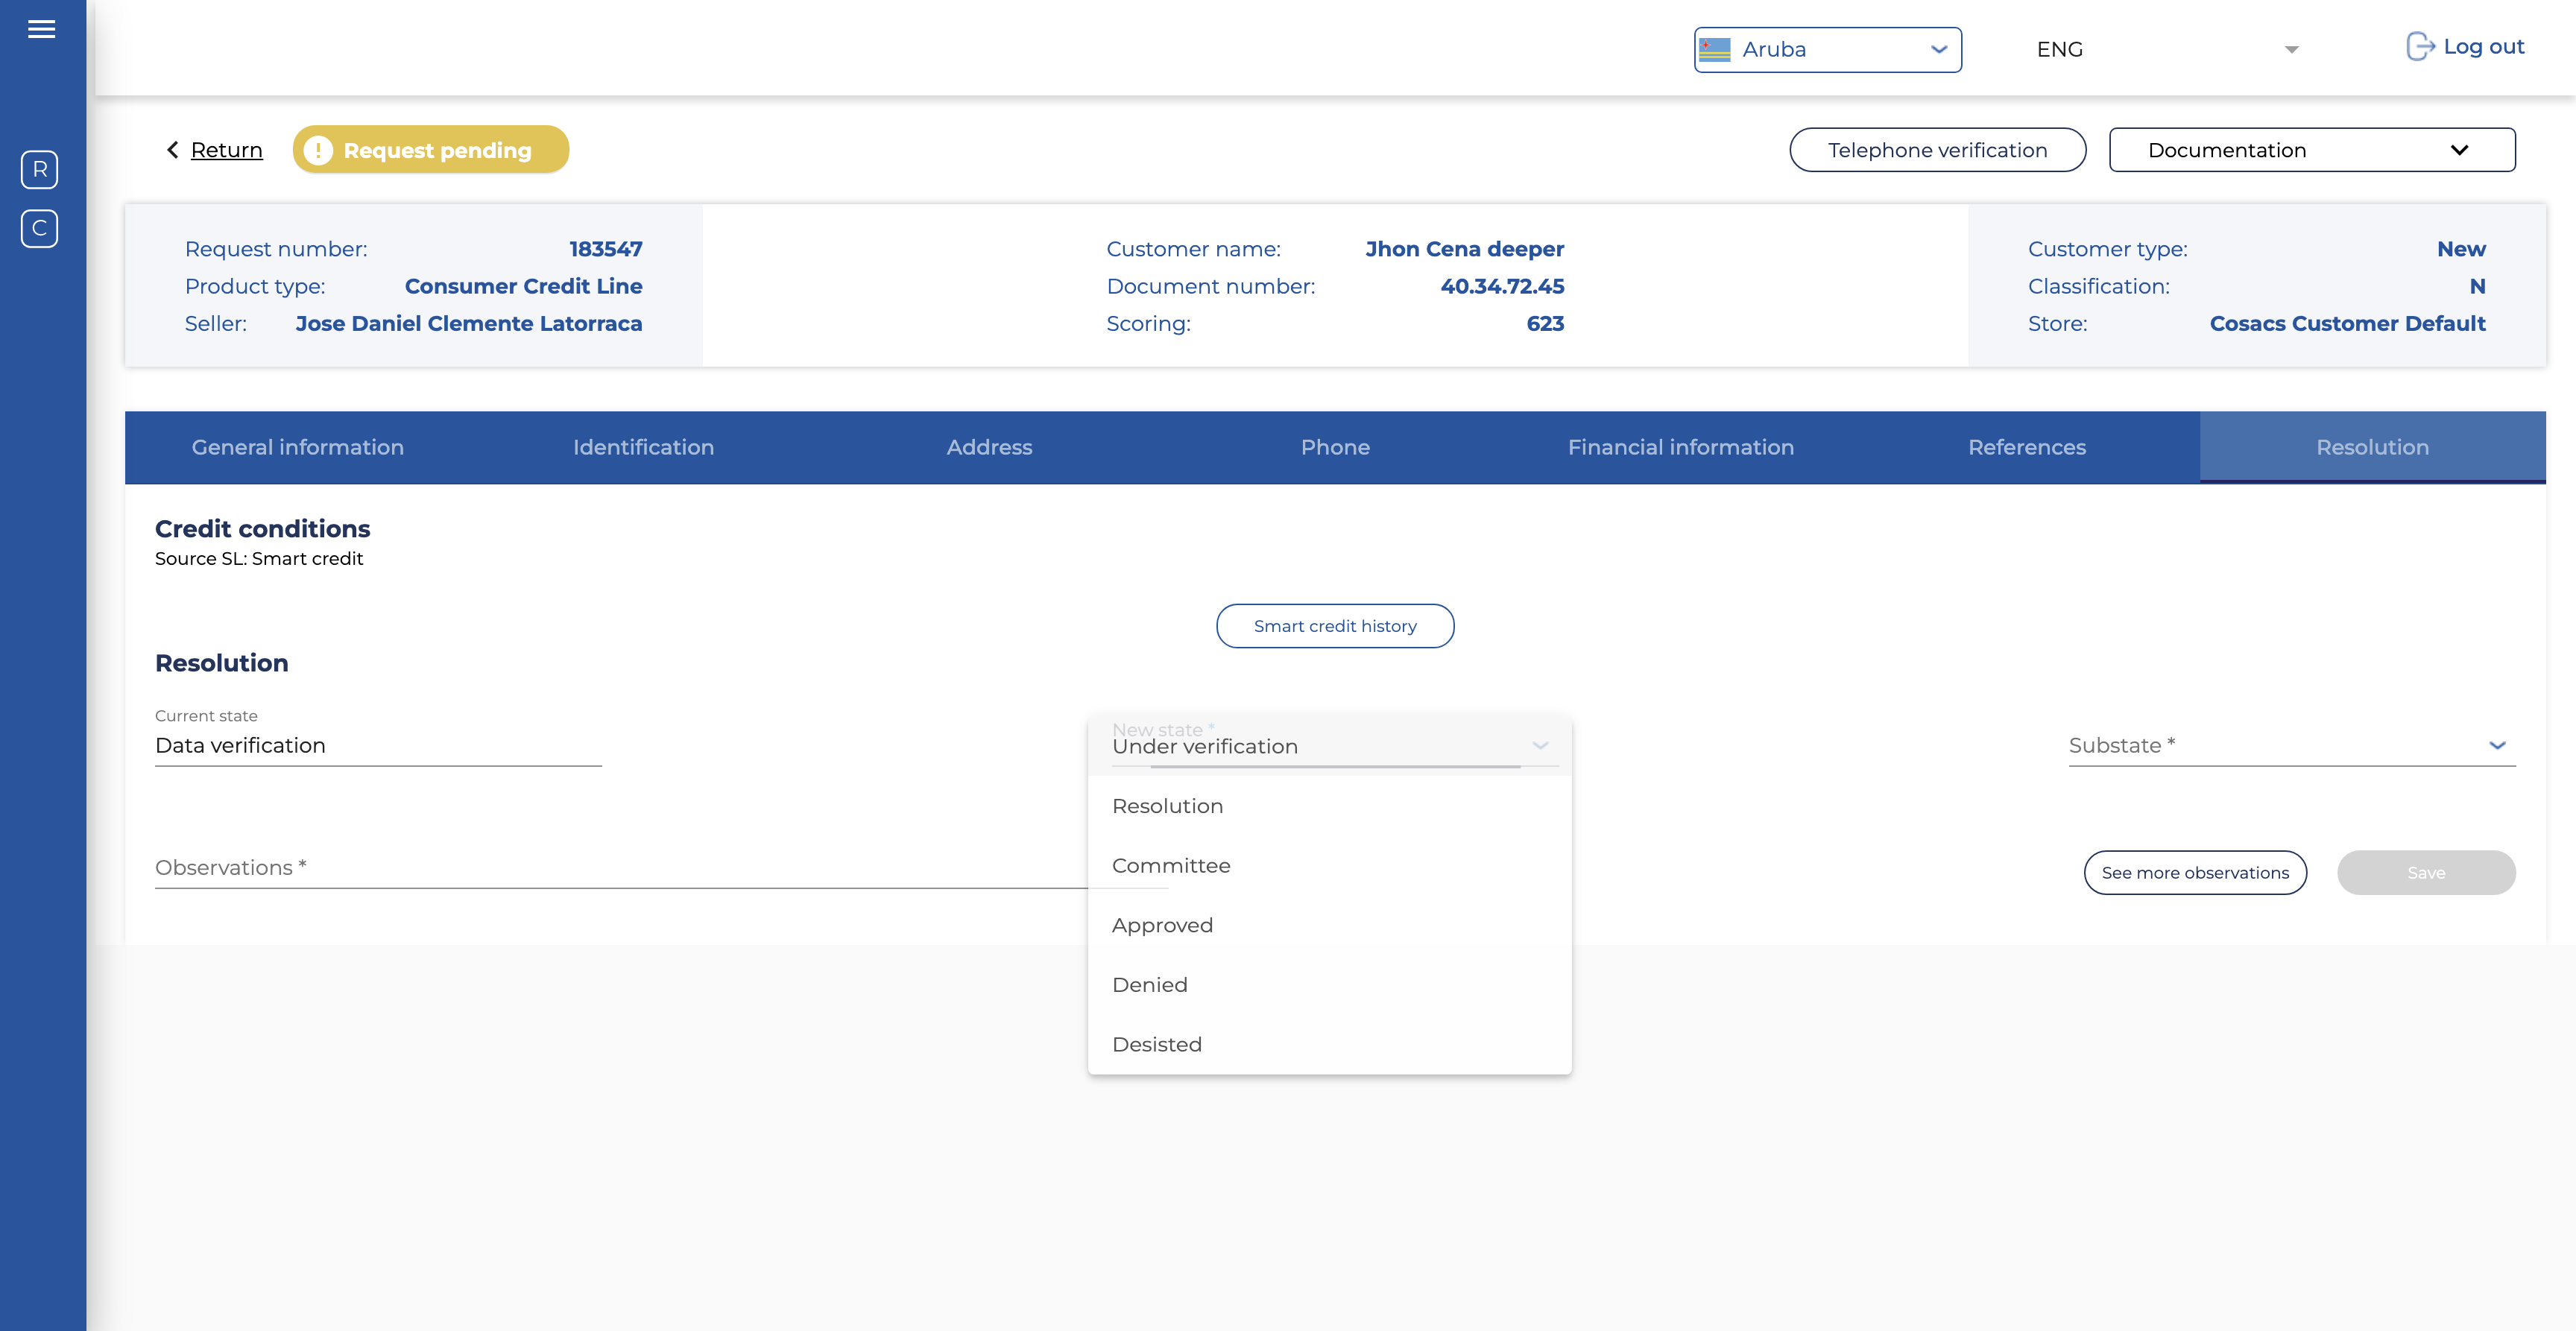 Aruba
ENG
Log out
R
C
Return
Request pending
Telephone verification
Documentation
Request number: 183547
Product type: Consumer Credit Line
Seller: Jose Daniel Clemente Latorraca
Customer name: Jhon Cena deeper
Document number: 40.34.72.45
Scoring: 623
Customer type: New
Classification: N
Store: Cosacs Customer Default
General information
Identification
Address
Phone
Financial information
References
Resolution
Credit conditions
Source SL: Smart credit
Smart credit history
Resolution
Current state
Data verification
New state *
Under verification
Resolution
Committee
Approved
Denied
Desisted
Substate *
Observations *
See more observations
Save